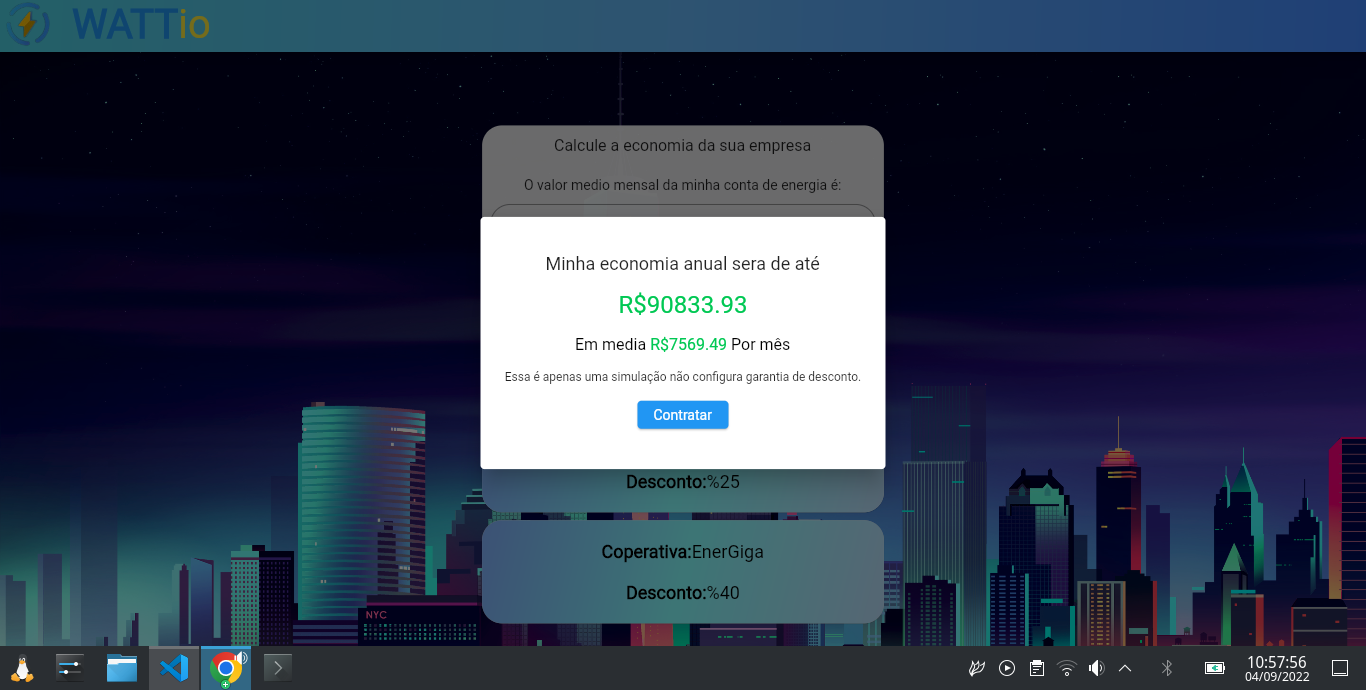 WATTio
Calcule a economia da sua empresa
O valor medio mensal da minha conta de energia é:
Minha economia anual sera de até
R$90833.93
Em media R$7569.49 Por mês
Essa é apenas uma simulação não configura garantia de desconto.
Contratar
Desconto:%25
Coperativa:EnerGiga
Desconto:%40
NYC
10:57:56
04/09/2022